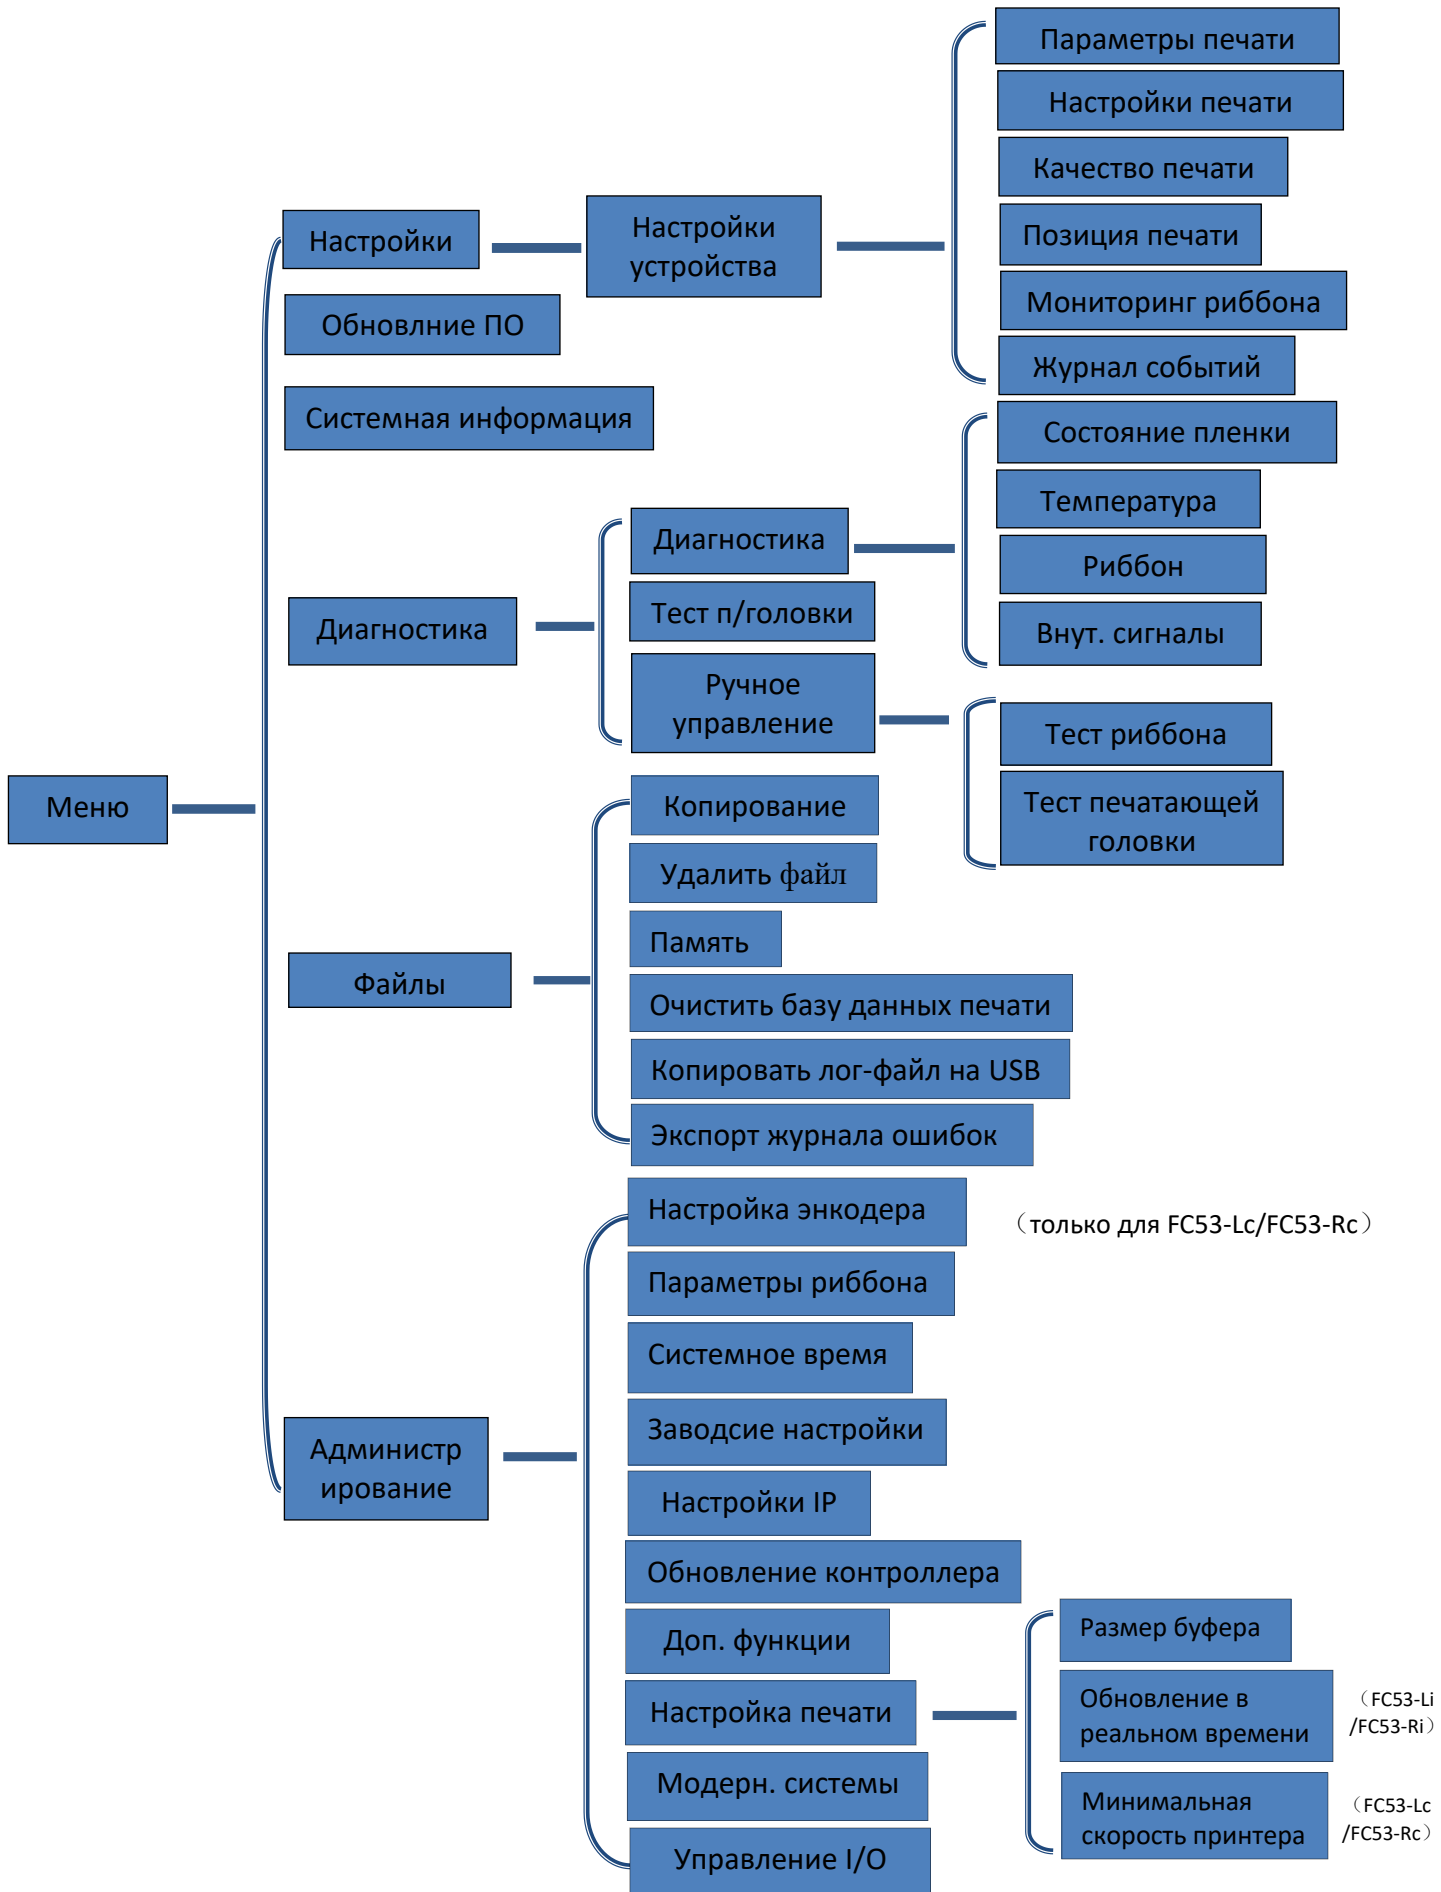 Параметры печати
Настройки печати
Качество печати
Настройки
Настройки
устройства
Позиция печати
Мониторинг риббона
Обновлние ПО
Журнал событий
Системная информация
Состояние пленки
Температура
Диагностика
Риббон
Диагностика
Тест п/головки
Внут. сигналы
Ручное
управление
Тест риббона
Меню
Копирование
Тест печатающей
головки
Удалить файл
Память
Файлы
Очистить базу данных печати
Копировать лог-файл на USB
Экспорт журнала ошибок
Настройка энкодера
（только для FC53-Lc/FC53-Rc）
Параметры риббона
Системное время
Заводсие настройки
Администр
ирование
Настройки IP
Обновление контроллера
Доп. функции
Размер буфера
Настройка печати
Обновление в
реальном времени
（FC53-Li
/FC53-Ri）
Модерн. системы
Минимальная
скорость принтера
（FC53-Lc
/FC53-Rc）
Управление I/O